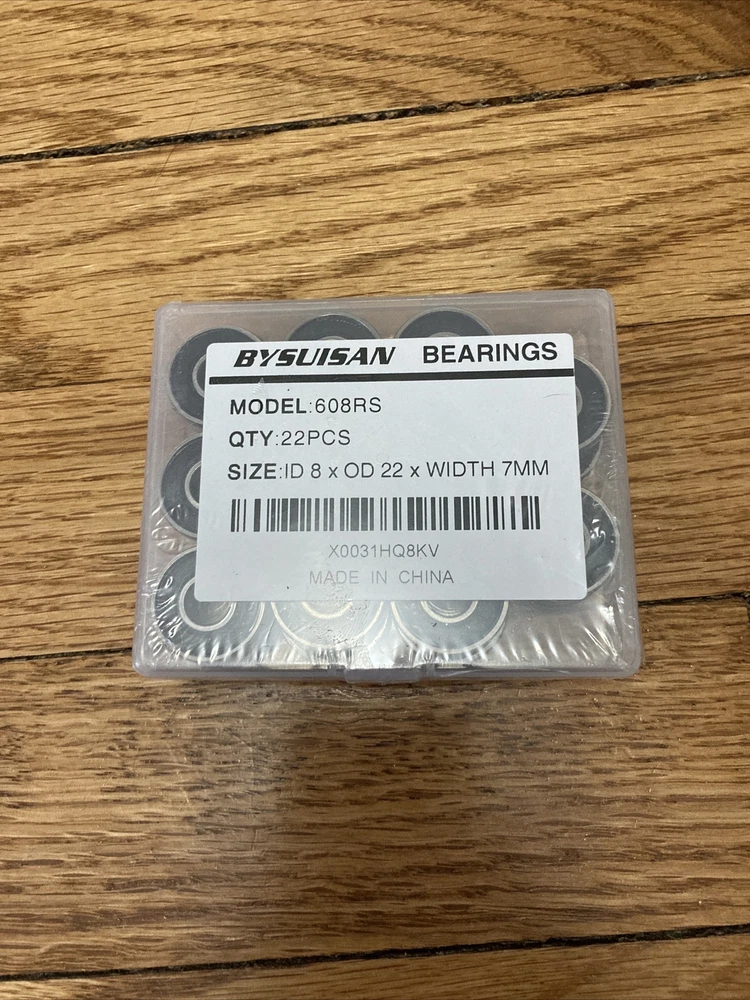 BYSUISAN BEARINGS
MODEL:608RS
QTY:22PCS
SIZE:ID 8 x OD 22 x WIDTH 7MM
X0031HQ8KV
MADE IN CHINA